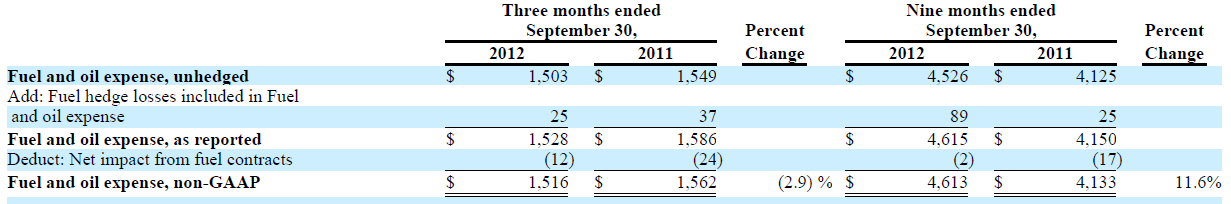 Three months ended Nine months ended
September 30, Percent September 30, Percent
2012 2011 Change 2012 2011 Change
Fuel and oil expense, unhedged $ 1,503 $ 1,549 $ 4,526 $ 4,125
Add: Fuel hedge losses included in Fuel
and oil expense 25 37 89 25
Fuel and oil expense, as reported $ 1,528 $ 1,586 $ 4,615 $ 4,150
Deduct: Net impact from fuel contracts (12) (24) (2) (17)
Fuel and oil expense, non-GAAP $ 1,516 $ 1,562 (2.9) % $ 4,613 $ 4,133 11.6%